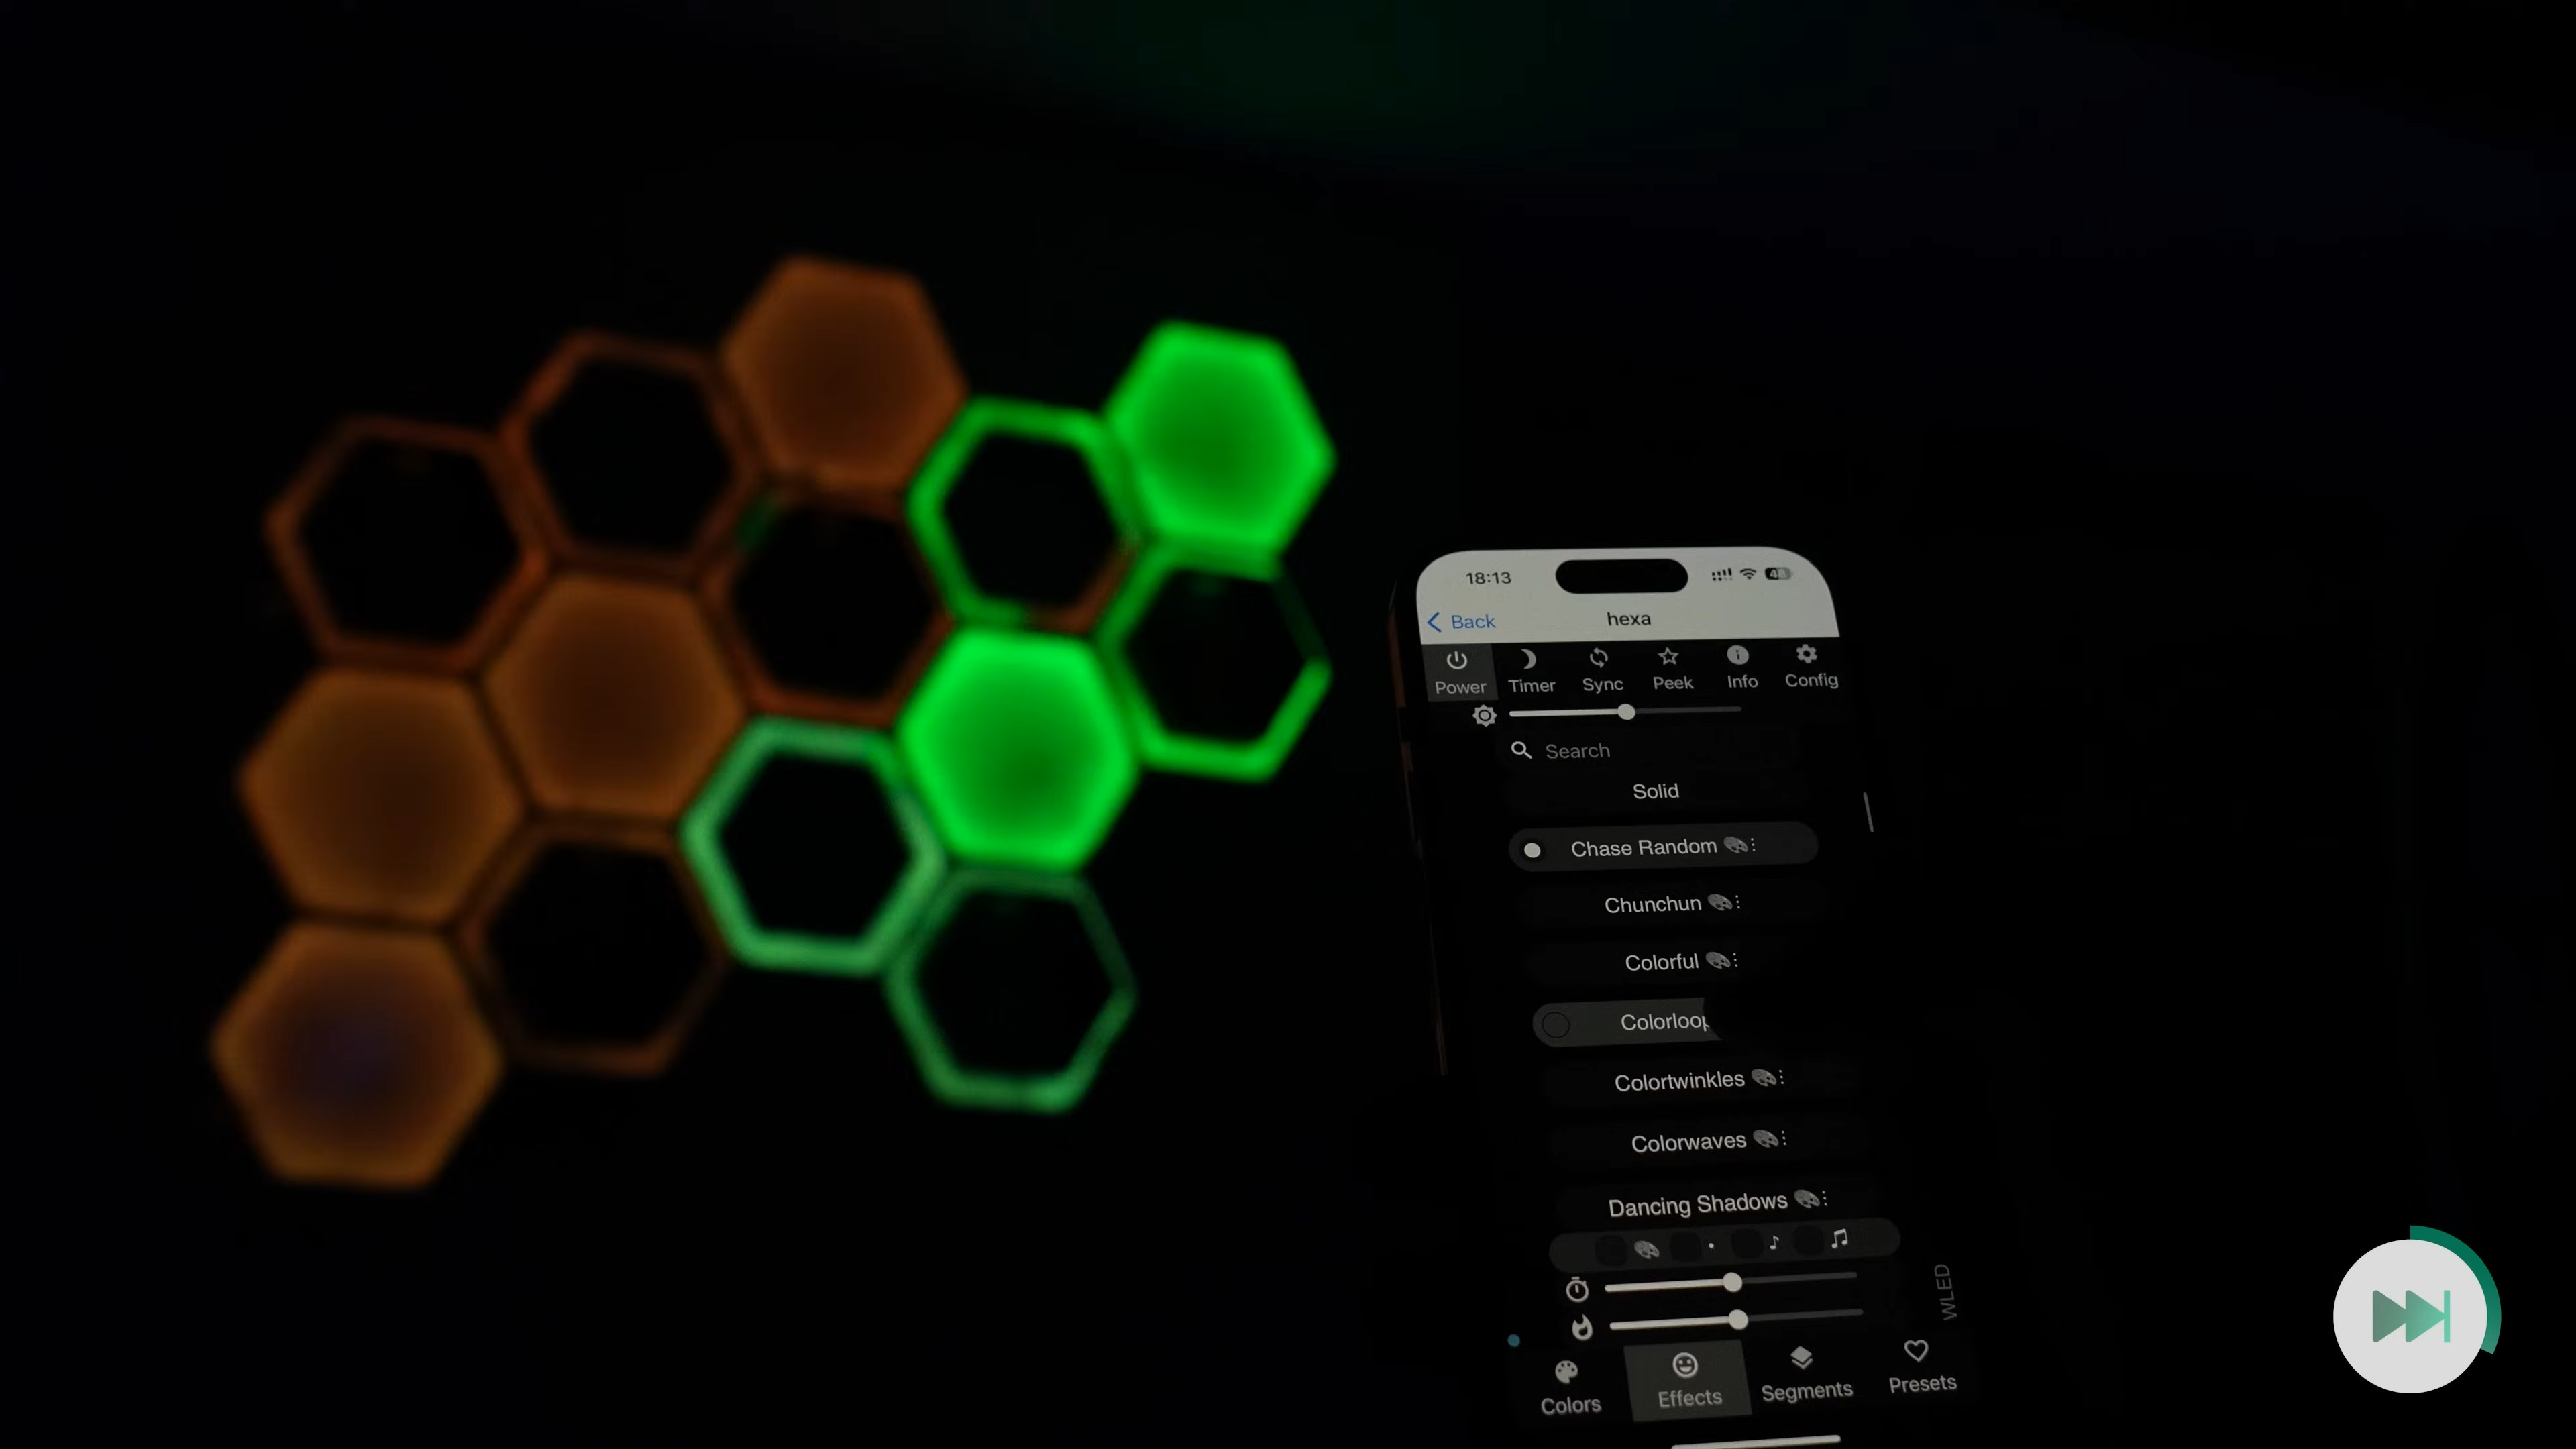 18:13
48
Back
hexa
Power
Timer
Sync
Peek
Info
Config
Search
Solid
Chase Random
Chunchun
Colorful
Colorloop
Colortwinkles
Colorwaves
Dancing Shadows
WLED
Colors
Effects
Segments
Presets